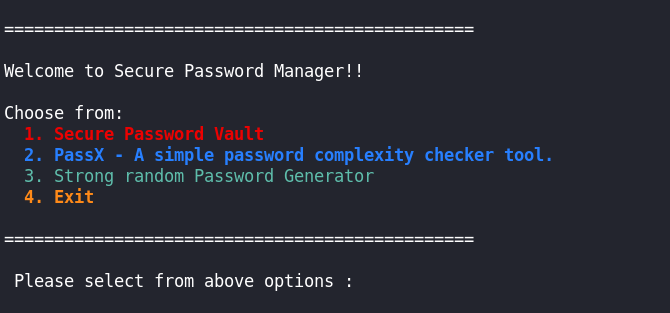 ===============================================
Welcome to Secure Password Manager!!
Choose from:
1. Secure Password Vault
2. PassX - A simple password complexity checker tool.
3. Strong random Password Generator
4. Exit
===============================================
Please select from above options :